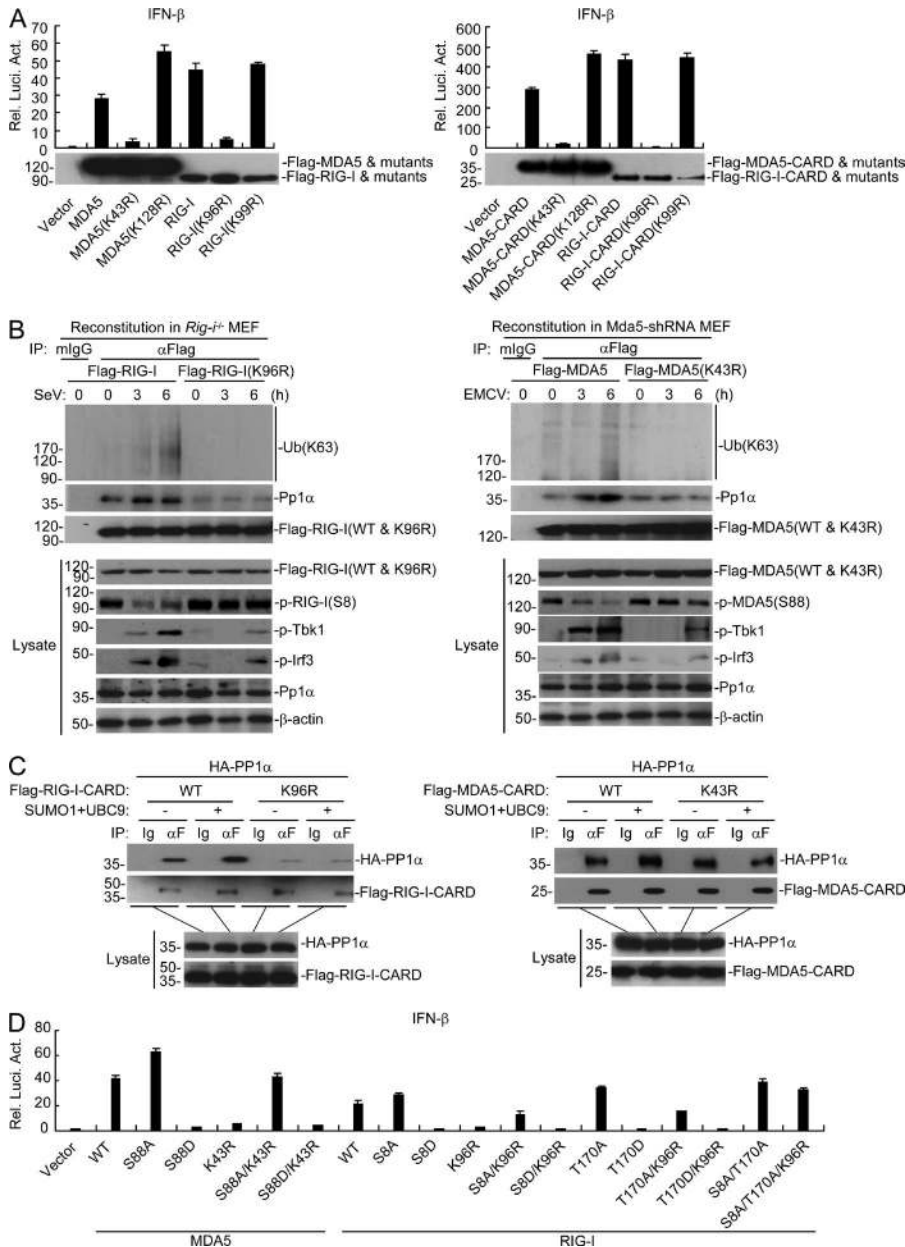 A
IFN-β
Rel. Luci. Act.
70
60
50
40
30
20
10
0
120-
90-
-Flag-MDA5 & mutants
-Flag-RIG-I & mutants
Vector
MDA5
MDA5(K43R)
MDA5(K128R)
RIG-I
RIG-I(K96R)
RIG-I(K99R)
IFN-β
Rel. Luci. Act.
600
500
400
300
200
100
0
35-
25-
-Flag-MDA5-CARD & mutants
-Flag-RIG-I-CARD & mutants
Vector
MDA5-CARD
MDA5-CARD(K43R)
MDA5-CARD(K128R)
RIG-I-CARD
RIG-I-CARD(K96R)
RIG-I-CARD(K99R)
B
Reconstitution in Rig-i-/- MEF
IP: mIgG αFlag
Flag-RIG-I Flag-RIG-I(K96R)
SeV: 0 0 3 6 0 3 6 (h)
170-
120-
90-
-Ub(K63)
35-
-Pp1α
120-
90-
-Flag-RIG-I(WT & K96R)
Lysate
120-
90-
-Flag-RIG-I(WT & K96R)
120-
90-
-p-RIG-I(S8)
-p-Tbk1
50-
-p-Irf3
35-
-Pp1α
50-
-β-actin
Reconstitution in Mda5-shRNA MEF
IP: mIgG αFlag
Flag-MDA5 Flag-MDA5(K43R)
EMCV: 0 0 3 6 0 3 6 (h)
170-
120-
-Ub(K63)
35-
-Pp1α
120-
-Flag-MDA5(WT & K43R)
Lysate
120-
-Flag-MDA5(WT & K43R)
120-
-p-MDA5(S88)
90-
-p-Tbk1
50-
-p-Irf3
35-
-Pp1α
50-
-β-actin
C
HA-PP1α
Flag-RIG-I-CARD: WT K96R
SUMO1+UBC9: - + - +
IP: Ig αF Ig αF Ig αF Ig αF
35-
-HA-PP1α
50-
35-
-Flag-RIG-I-CARD
Lysate
35-
-HA-PP1α
50-
35-
-Flag-RIG-I-CARD
HA-PP1α
Flag-MDA5-CARD: WT K43R
SUMO1+UBC9: - + - +
IP: Ig αF Ig αF Ig αF Ig αF
35-
-HA-PP1α
25-
-Flag-MDA5-CARD
Lysate
35-
-HA-PP1α
25-
-Flag-MDA5-CARD
D
IFN-β
Rel. Luci. Act.
80
60
40
20
0
Vector
WT
S88A
S88D
K43R
S88A/K43R
S88D/K43R
WT
S8A
S8D
K96R
S8A/K96R
S8D/K96R
T170A
T170D
T170A/K96R
T170D/K96R
S8A/T170A
S8A/T170A/K96R
MDA5
RIG-I